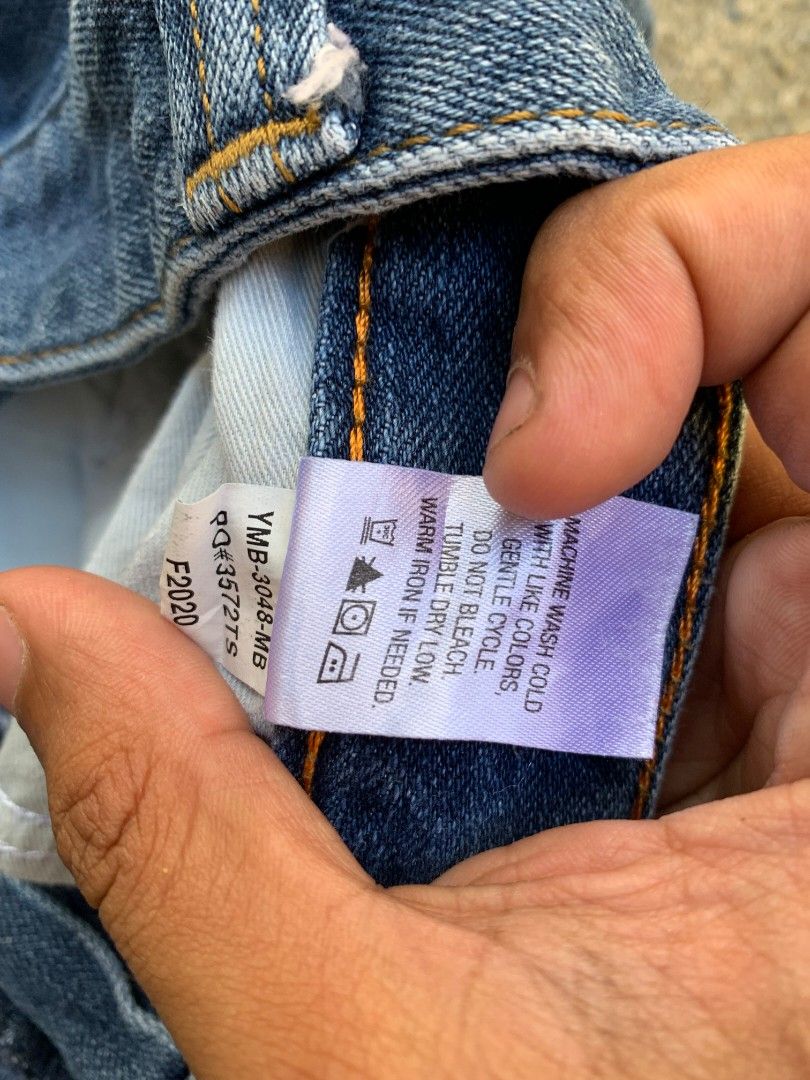 MACHINE WASH COLD
WITH LIKE COLORS,
GENTLE CYCLE.
DO NOT BLEACH.
TUMBLE DRY LOW.
WARM IRON IF NEEDED.
YMB-3048-MB
PO#3572TS
F2020